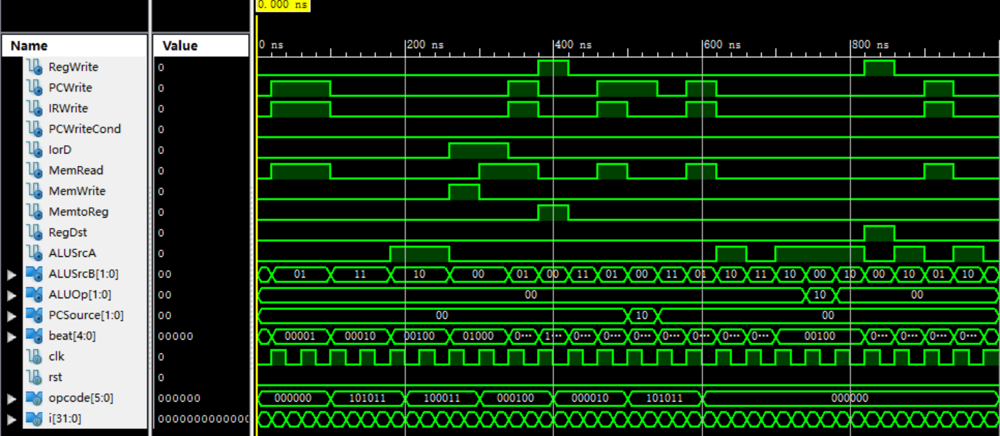 0.000 ns
Name Value 0 ns 200 ns 400 ns 600 ns 800 ns
RegWrite 0
PCWrite 0
IRWrite 0
PCWriteCond 0
IorD 0
MemRead 0
MemWrite 0
MemtoReg 0
RegDst 0
ALUSrcA 0
ALUSrcB[1:0] 00 01 11 10 00 01 00 11 01 00 11 01 10 11 10 00 10 00 10 01 10
ALUOp[1:0] 00 00 10 00
PCSource[1:0] 00 00 10 00
beat[4:0] 00000 00001 00010 00100 01000 0··· 1··· 0··· 0··· 0··· 0··· 0··· 0··· 0··· 00100 0··· 0··· 0··· 0···
clk 0
rst 0
opcode[5:0] 000000 000000 101011 100011 000100 000010 101011 000000
i[31:0]